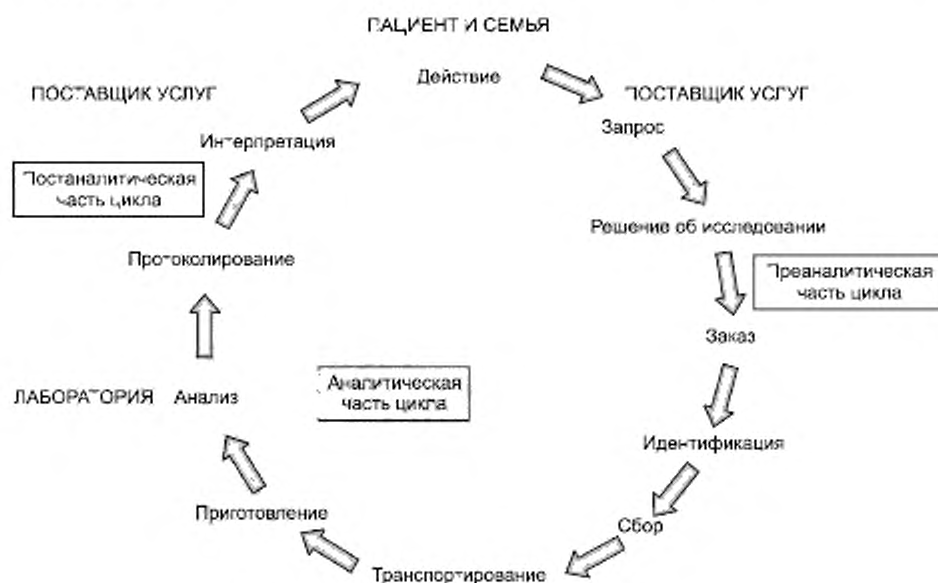 ПАЦИЕНТ И СЕМЬЯ
Действие
ПОСТАВЩИК УСЛУГ
ПОСТАВЩИК УСГУГ
Запрос
Интерпретация
Постаналитическая
часть цикла
Решение об исследовании
Протоколирование
Преаналитическая
часть цикла
Заказ
Аналитическая
часть цикла
ЛАБОРАТОРИЯ
Анализ
Идентификация
Приготовление
Сбор
Транспортирование